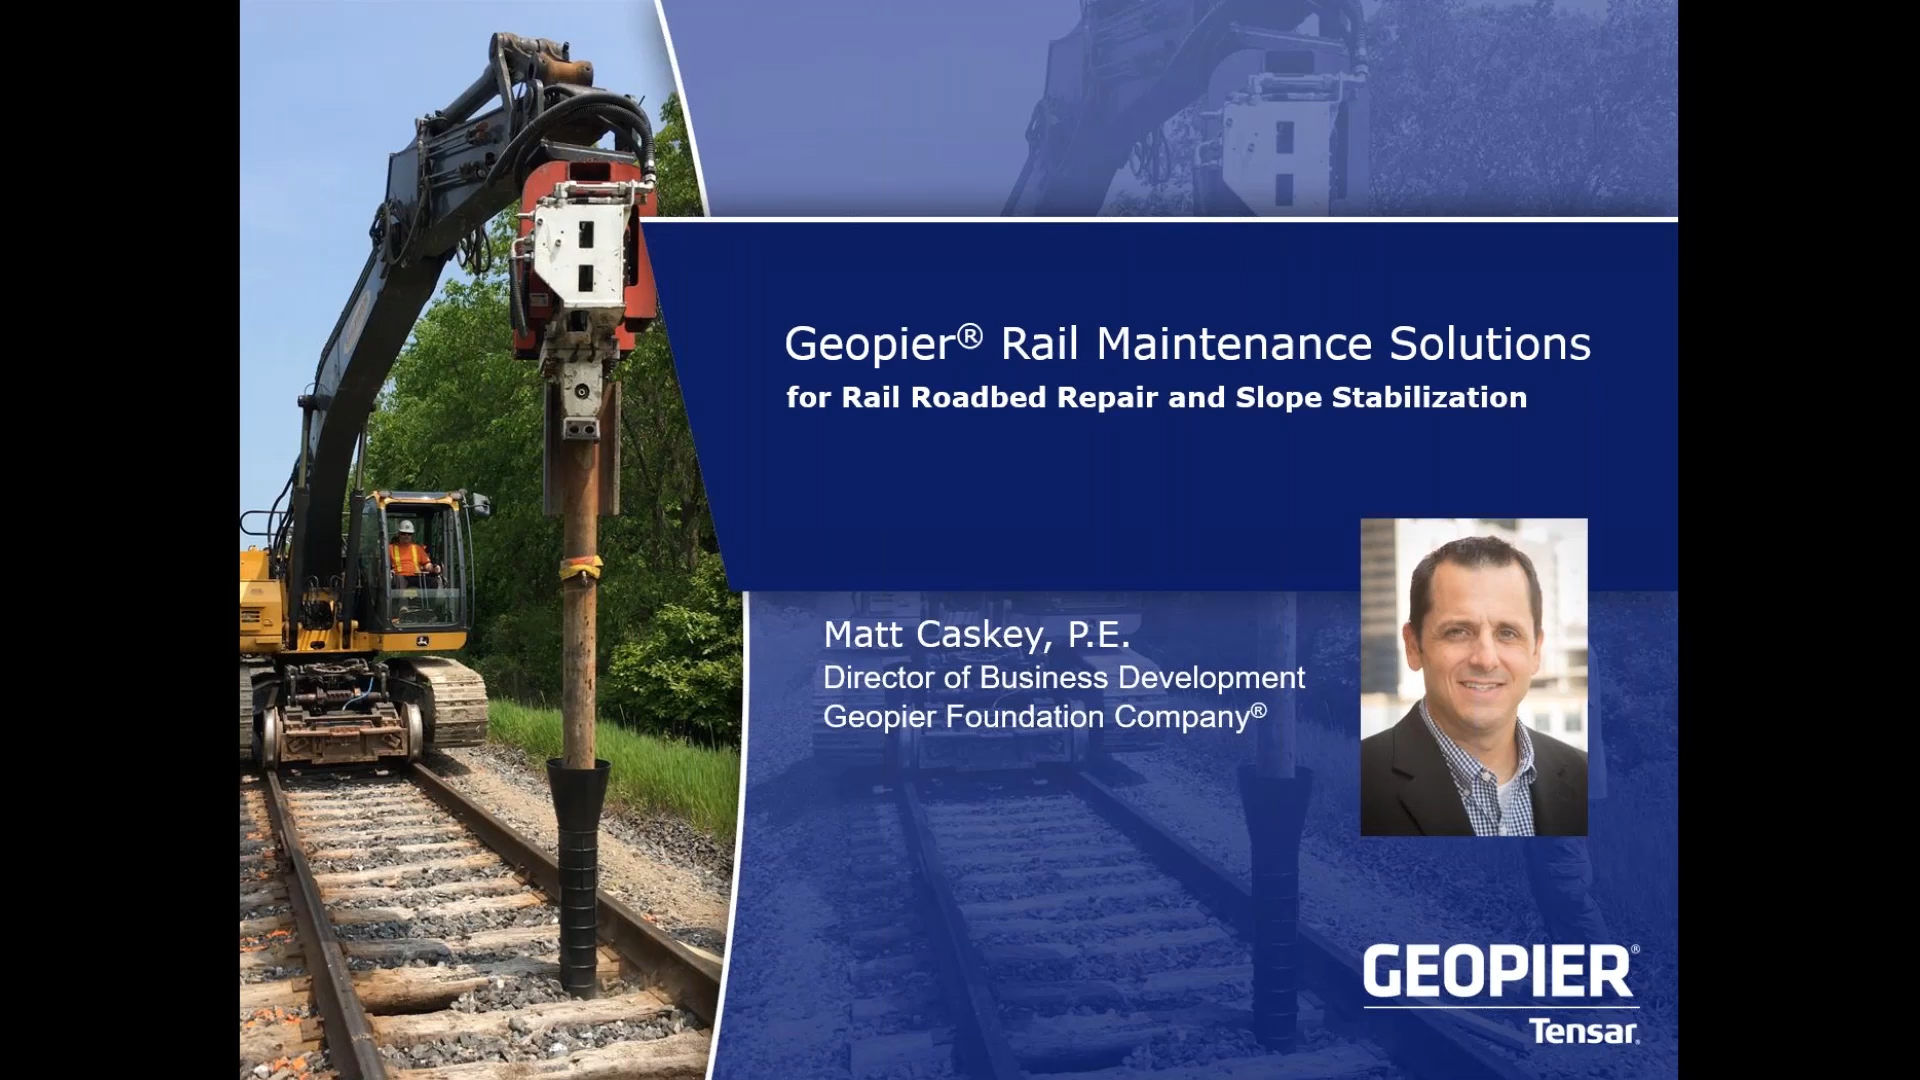 Geopier® Rail Maintenance Solutions
for Rail Roadbed Repair and Slope Stabilization
Matt Caskey, P.E.
Director of Business Development
Geopier Foundation Company®
GEOPIER®
Tensar®